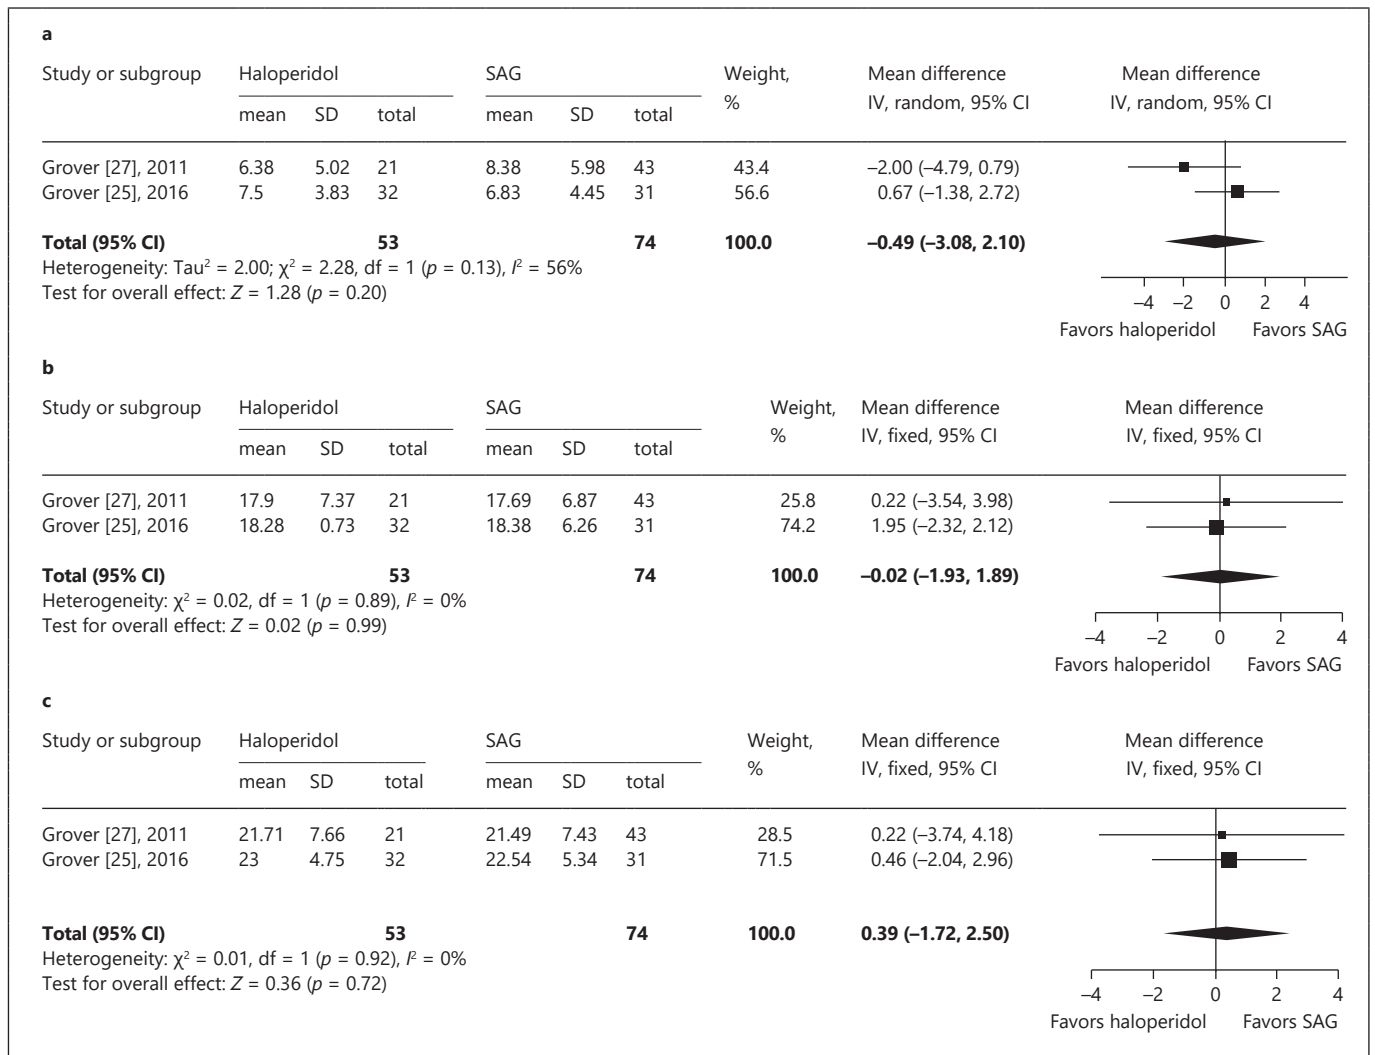 a
Study or subgroup Haloperidol SAG Weight, % Mean difference IV, random, 95% CI Mean difference IV, random, 95% CI
mean SD total mean SD total
Grover [27], 2011 6.38 5.02 21 8.38 5.98 43 43.4 –2.00 (–4.79, 0.79)
Grover [25], 2016 7.5 3.83 32 6.83 4.45 31 56.6 0.67 (–1.38, 2.72)
Total (95% CI) 53 74 100.0 –0.49 (–3.08, 2.10)
Heterogeneity: Tau² = 2.00; χ² = 2.28, df = 1 (p = 0.13), I² = 56%
Test for overall effect: Z = 1.28 (p = 0.20)
–4 –2 0 2 4
Favors haloperidol Favors SAG
b
Study or subgroup Haloperidol SAG Weight, % Mean difference IV, fixed, 95% CI Mean difference IV, fixed, 95% CI
mean SD total mean SD total
Grover [27], 2011 17.9 7.37 21 17.69 6.87 43 25.8 0.22 (–3.54, 3.98)
Grover [25], 2016 18.28 0.73 32 18.38 6.26 31 74.2 1.95 (–2.32, 2.12)
Total (95% CI) 53 74 100.0 –0.02 (–1.93, 1.89)
Heterogeneity: χ² = 0.02, df = 1 (p = 0.89), I² = 0%
Test for overall effect: Z = 0.02 (p = 0.99)
–4 –2 0 2 4
Favors haloperidol Favors SAG
c
Study or subgroup Haloperidol SAG Weight, % Mean difference IV, fixed, 95% CI Mean difference IV, fixed, 95% CI
mean SD total mean SD total
Grover [27], 2011 21.71 7.66 21 21.49 7.43 43 28.5 0.22 (–3.74, 4.18)
Grover [25], 2016 23 4.75 32 22.54 5.34 31 71.5 0.46 (–2.04, 2.96)
Total (95% CI) 53 74 100.0 0.39 (–1.72, 2.50)
Heterogeneity: χ² = 0.01, df = 1 (p = 0.92), I² = 0%
Test for overall effect: Z = 0.36 (p = 0.72)
–4 –2 0 2 4
Favors haloperidol Favors SAG